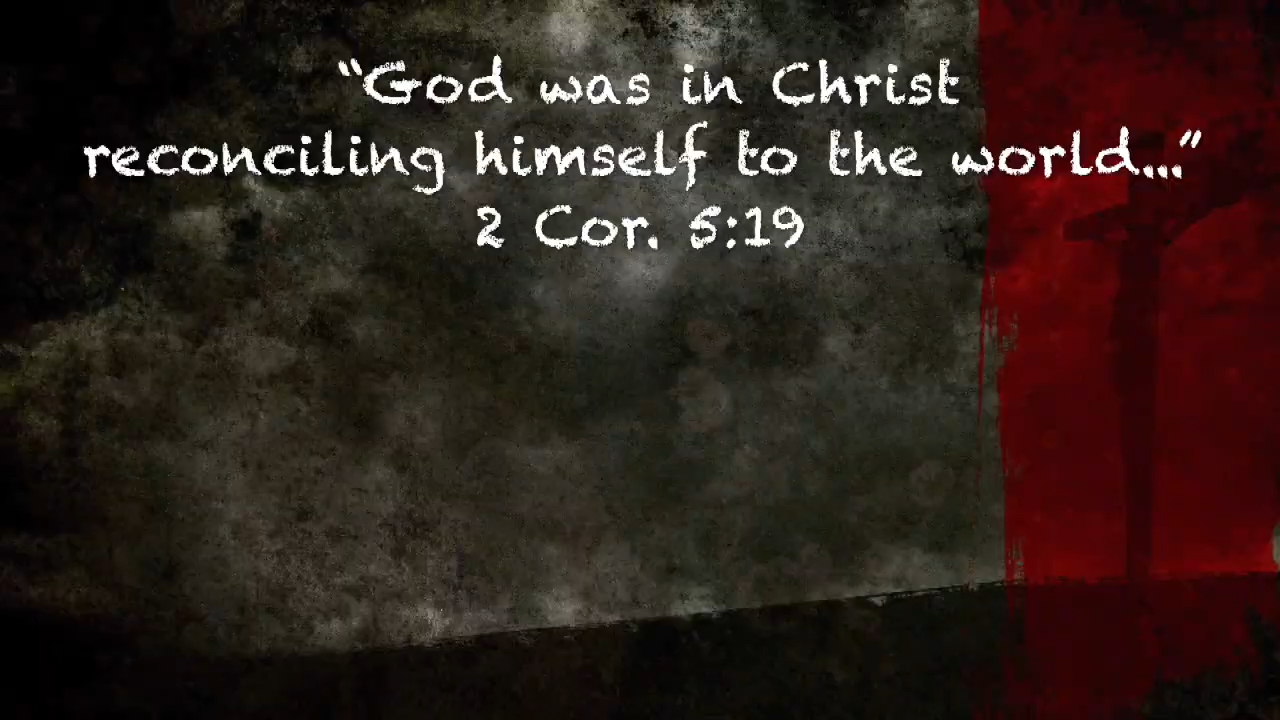 “God was in Christ
reconciling himself to the world...”
2 Cor. 5:19